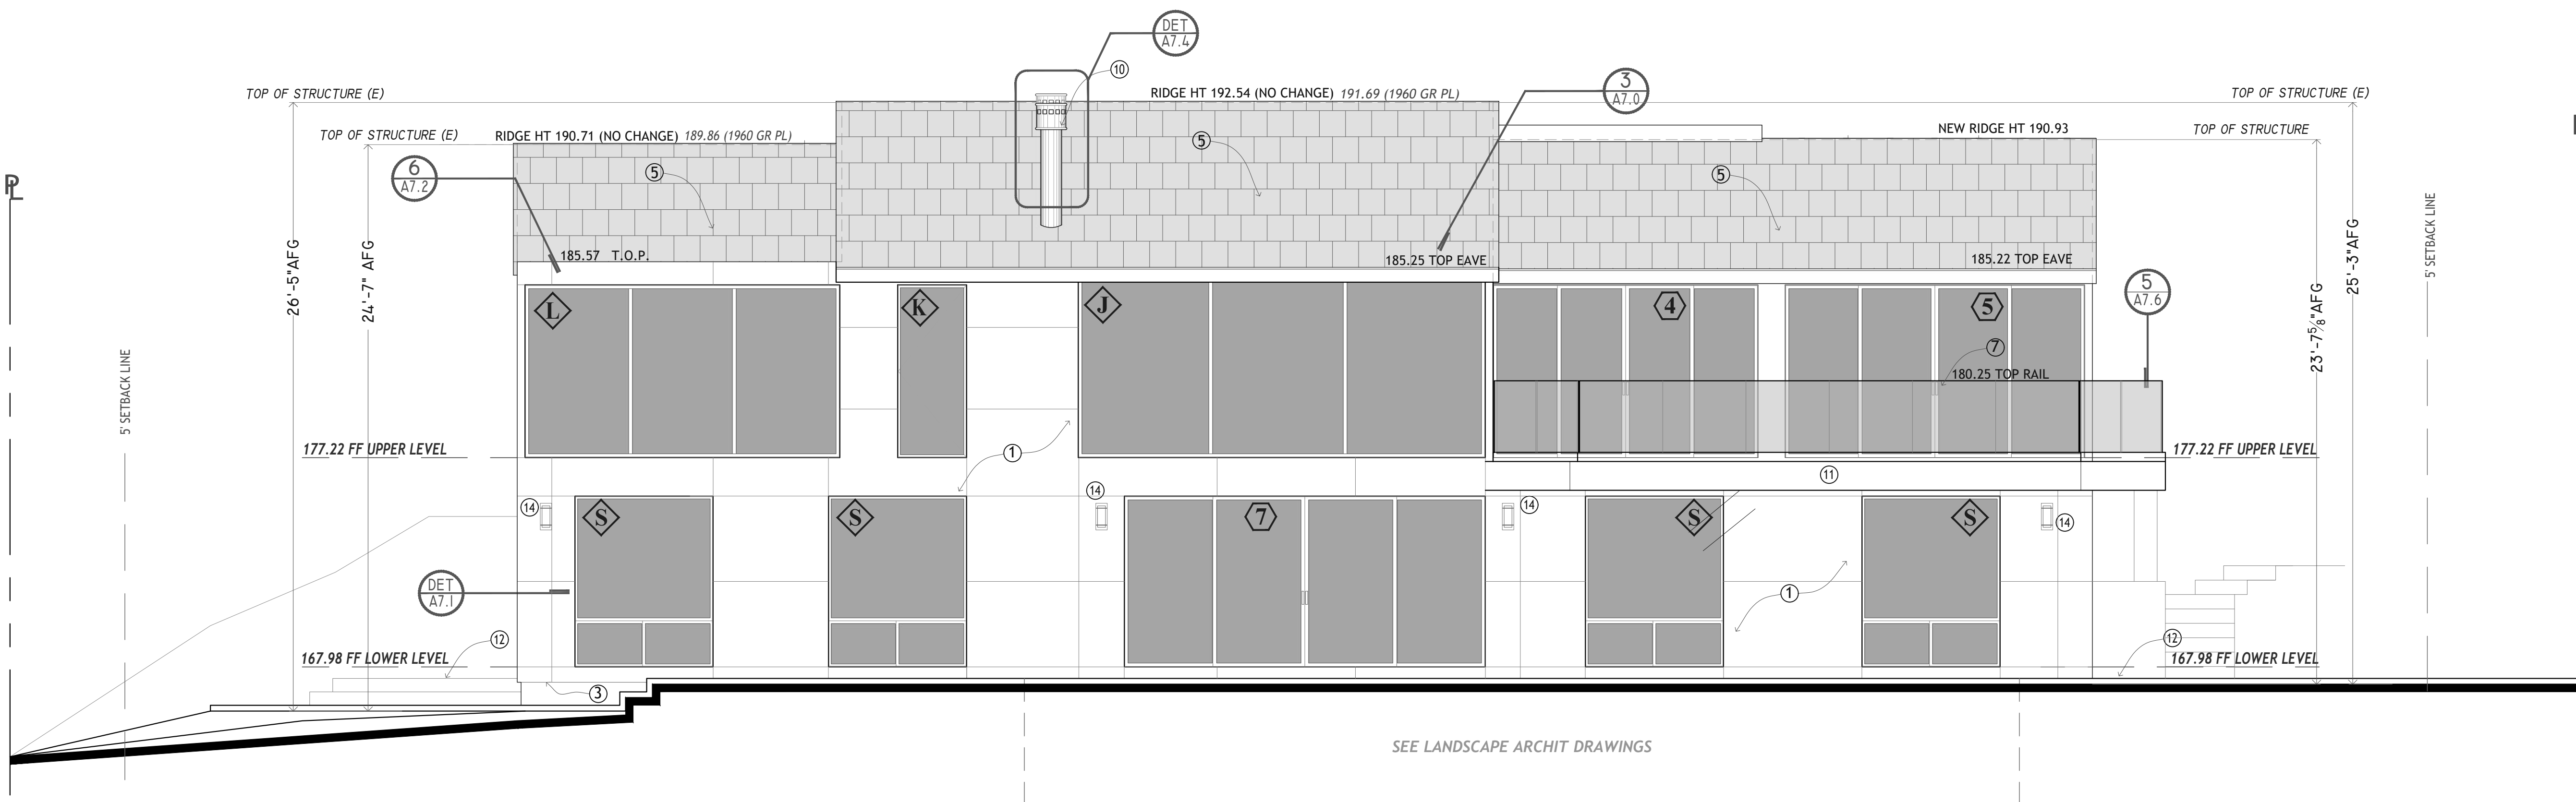 DET
A7.4
10
3
A7.0
TOP OF STRUCTURE (E)
RIDGE HT 192.54 (NO CHANGE) 191.69 (1960 GR PL)
TOP OF STRUCTURE (E)
TOP OF STRUCTURE (E)
RIDGE HT 190.71 (NO CHANGE) 189.86 (1960 GR PL)
NEW RIDGE HT 190.93
TOP OF STRUCTURE
PL
6
A7.2
5
5
5
5' SETBACK LINE
26'-5"AFG
24'-7" AFG
185.57 T.O.P.
185.25 TOP EAVE
185.22 TOP EAVE
25'-3"AFG
23'-7 5/8"AFG
5' SETBACK LINE
5
A7.6
L
K
J
4
5
7
180.25 TOP RAIL
177.22 FF UPPER LEVEL
1
11
177.22 FF UPPER LEVEL
14
S
S
14
7
14
S
S
14
DET
A7.1
1
12
12
167.98 FF LOWER LEVEL
167.98 FF LOWER LEVEL
3
SEE LANDSCAPE ARCHIT DRAWINGS